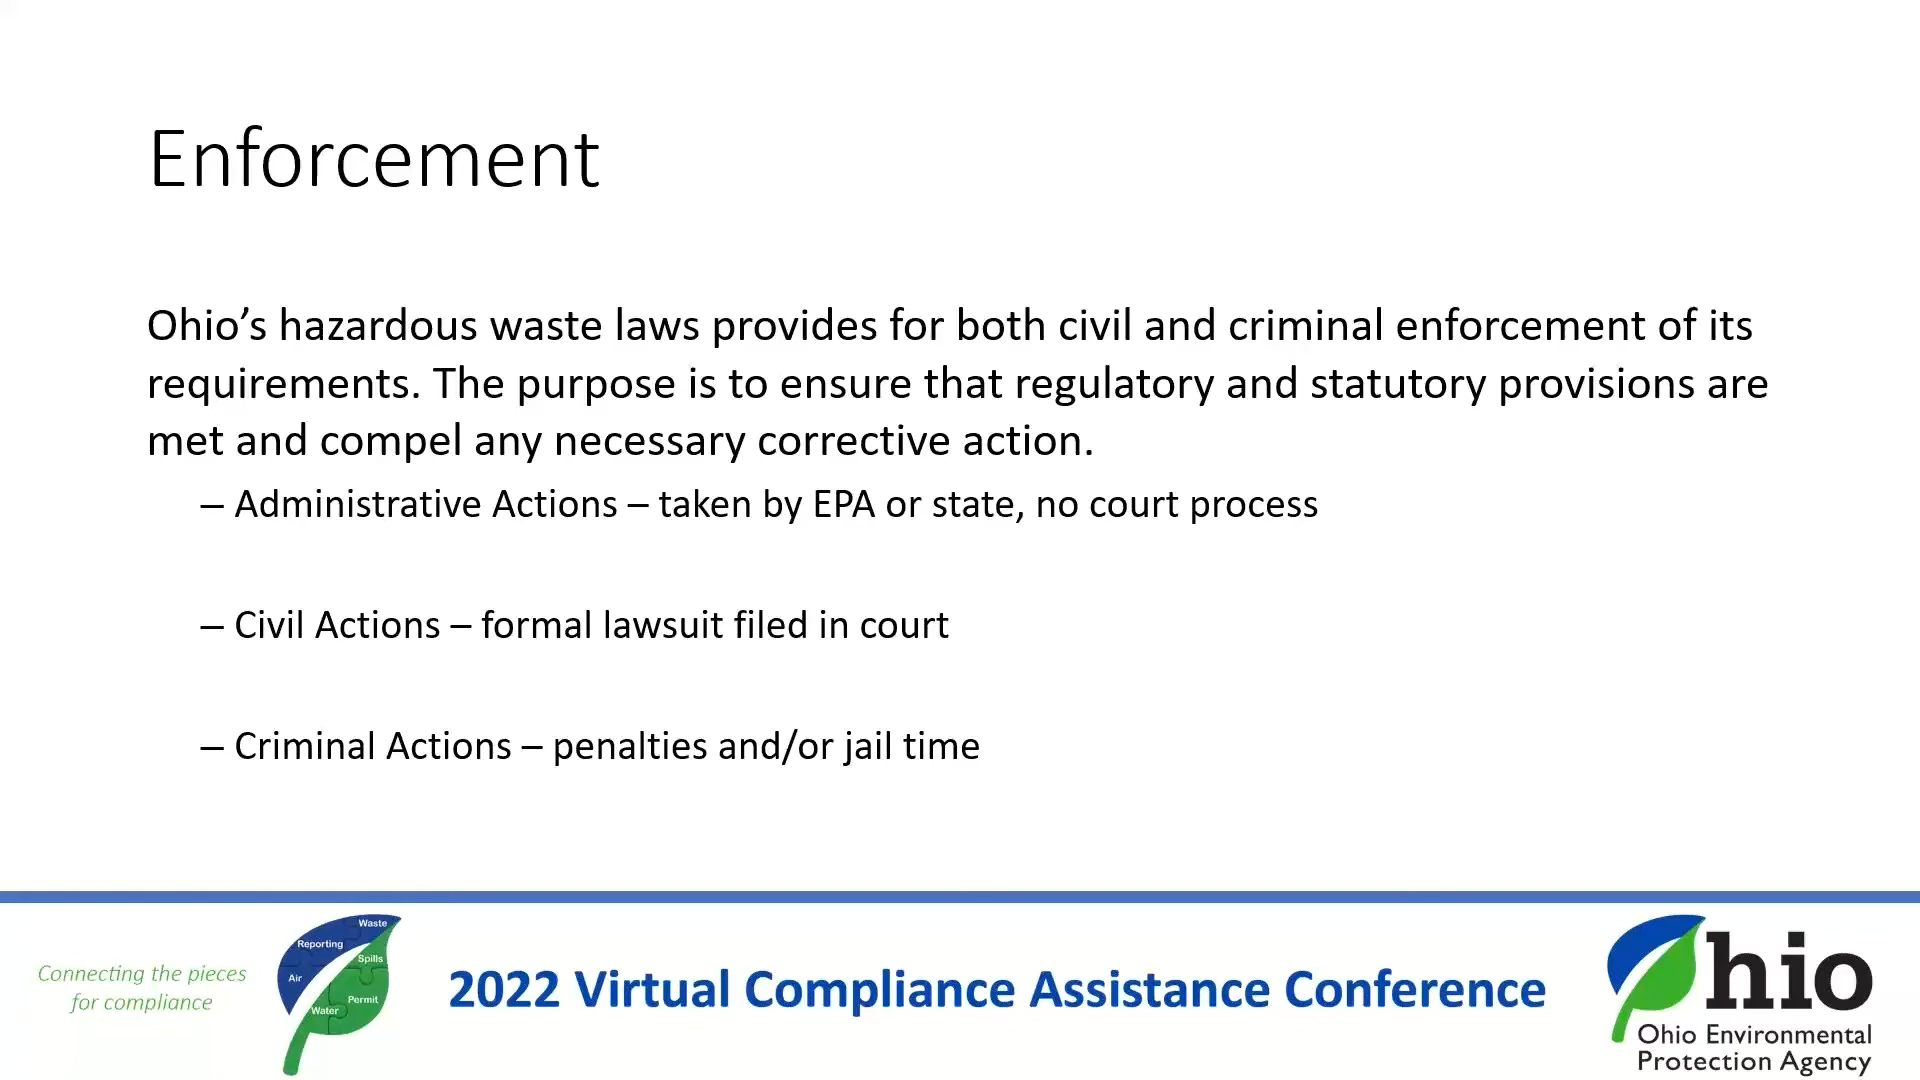 Enforcement
Ohio’s hazardous waste laws provides for both civil and criminal enforcement of its
requirements. The purpose is to ensure that regulatory and statutory provisions are
met and compel any necessary corrective action.
– Administrative Actions – taken by EPA or state, no court process
– Civil Actions – formal lawsuit filed in court
– Criminal Actions – penalties and/or jail time
Connecting the pieces
for compliance
Waste
Reporting
Spills
Air
Permit
Water
2022 Virtual Compliance Assistance Conference
Ohio
Ohio Environmental
Protection Agency